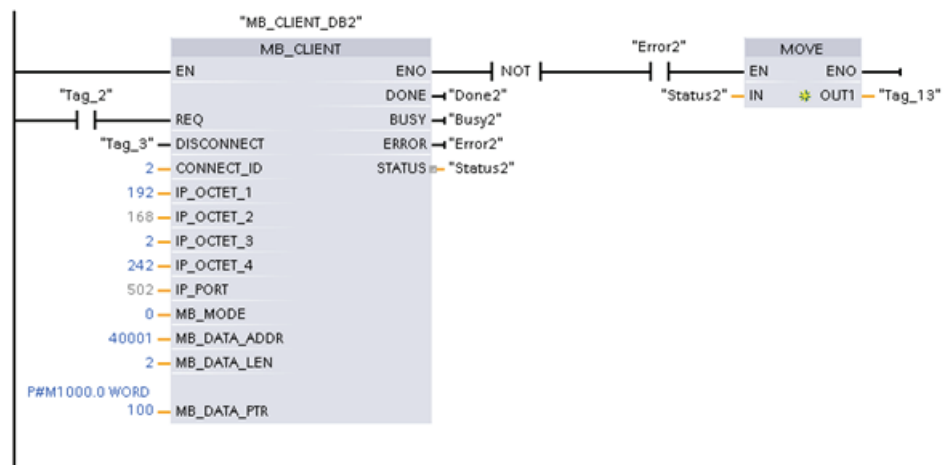 "MB_CLIENT_DB2"
MB_CLIENT
"Error2"
MOVE
EN
ENO
NOT
EN
ENO
"Tag_2"
DONE
"Done2"
"Status2"
IN
OUT1
"Tag_13"
REQ
BUSY
"Busy2"
"Tag_3"
DISCONNECT
ERROR
"Error2"
2
CONNECT_ID
STATUS
"Status2"
192
IP_OCTET_1
168
IP_OCTET_2
2
IP_OCTET_3
242
IP_OCTET_4
502
IP_PORT
0
MB_MODE
40001
MB_DATA_ADDR
2
MB_DATA_LEN
P#M1000.0 WORD
100
MB_DATA_PTR